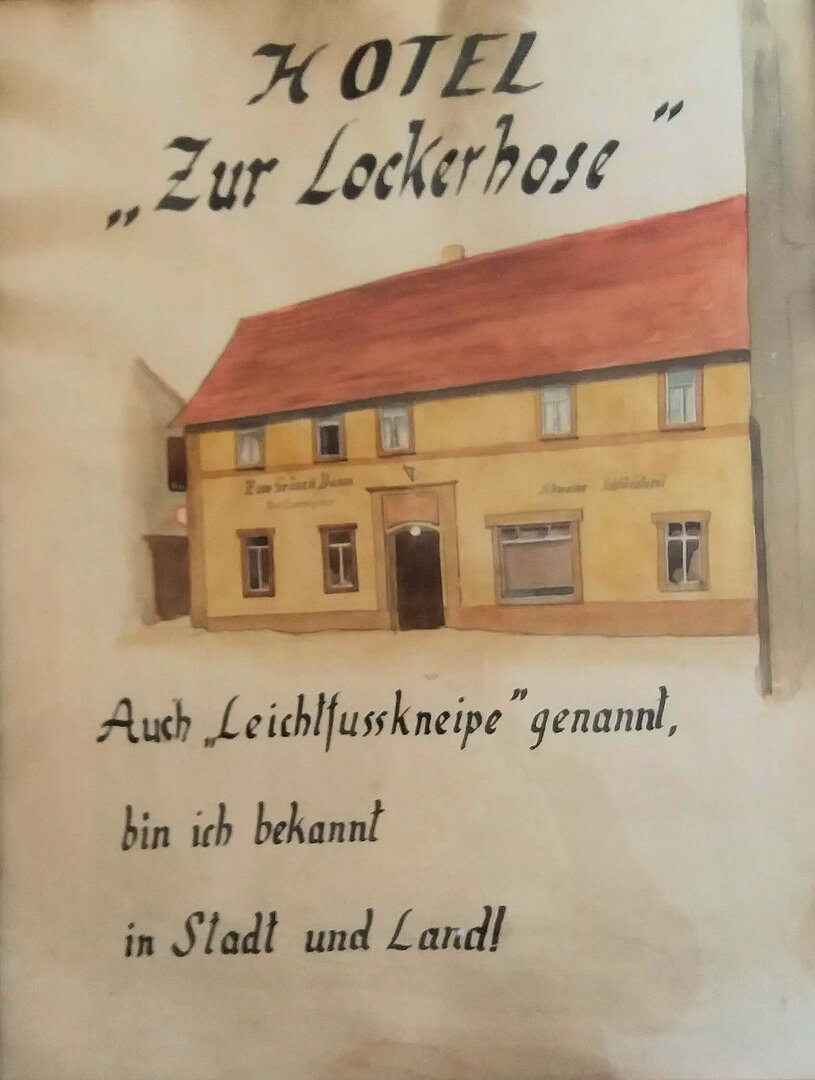 HOTEL
„Zur Lockerhose”
Auch „Leichtfusskneipe” genannt,
bin ich bekannt
in Stadt und Land!